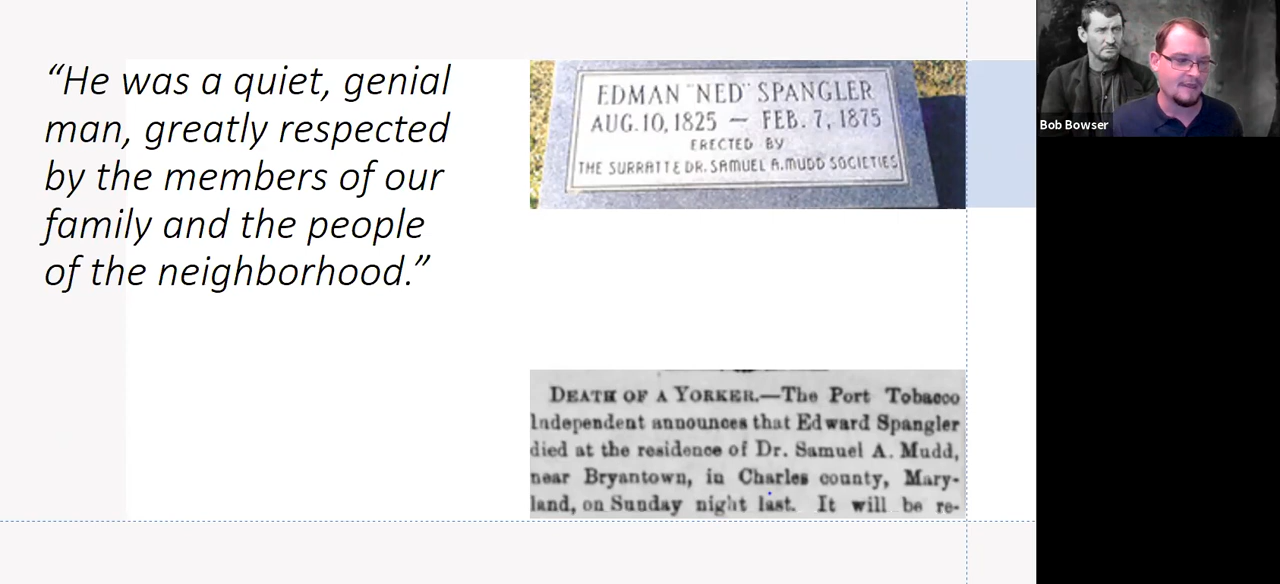 “He was a quiet, genial
man, greatly respected
by the members of our
family and the people
of the neighborhood.”
EDMAN "NED" SPANGLER
AUG. 10, 1825 — FEB. 7, 1875
ERECTED BY
THE SURRATT & DR. SAMUEL A. MUDD SOCIETIES
DEATH OF A YORKER.—The Port Tobacco
Independent announces that Edward Spangler
died at the residence of Dr. Samuel A. Mudd,
near Bryantown, in Charles county, Mary-
land, on Sunday night last. It will be re-
Bob Bowser